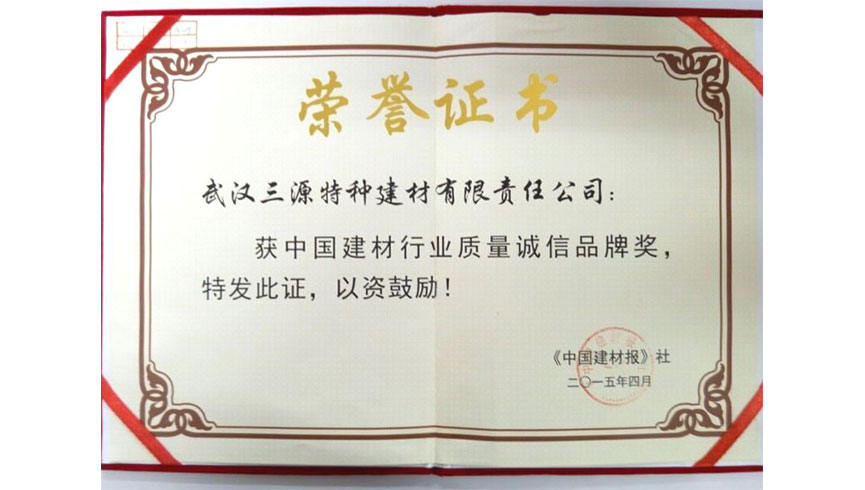 荣誉证书
武汉三源特种建材有限责任公司：
获中国建材行业质量诚信品牌奖，
特发此证，以资鼓励！
《中国建材报》社
二〇一五年四月